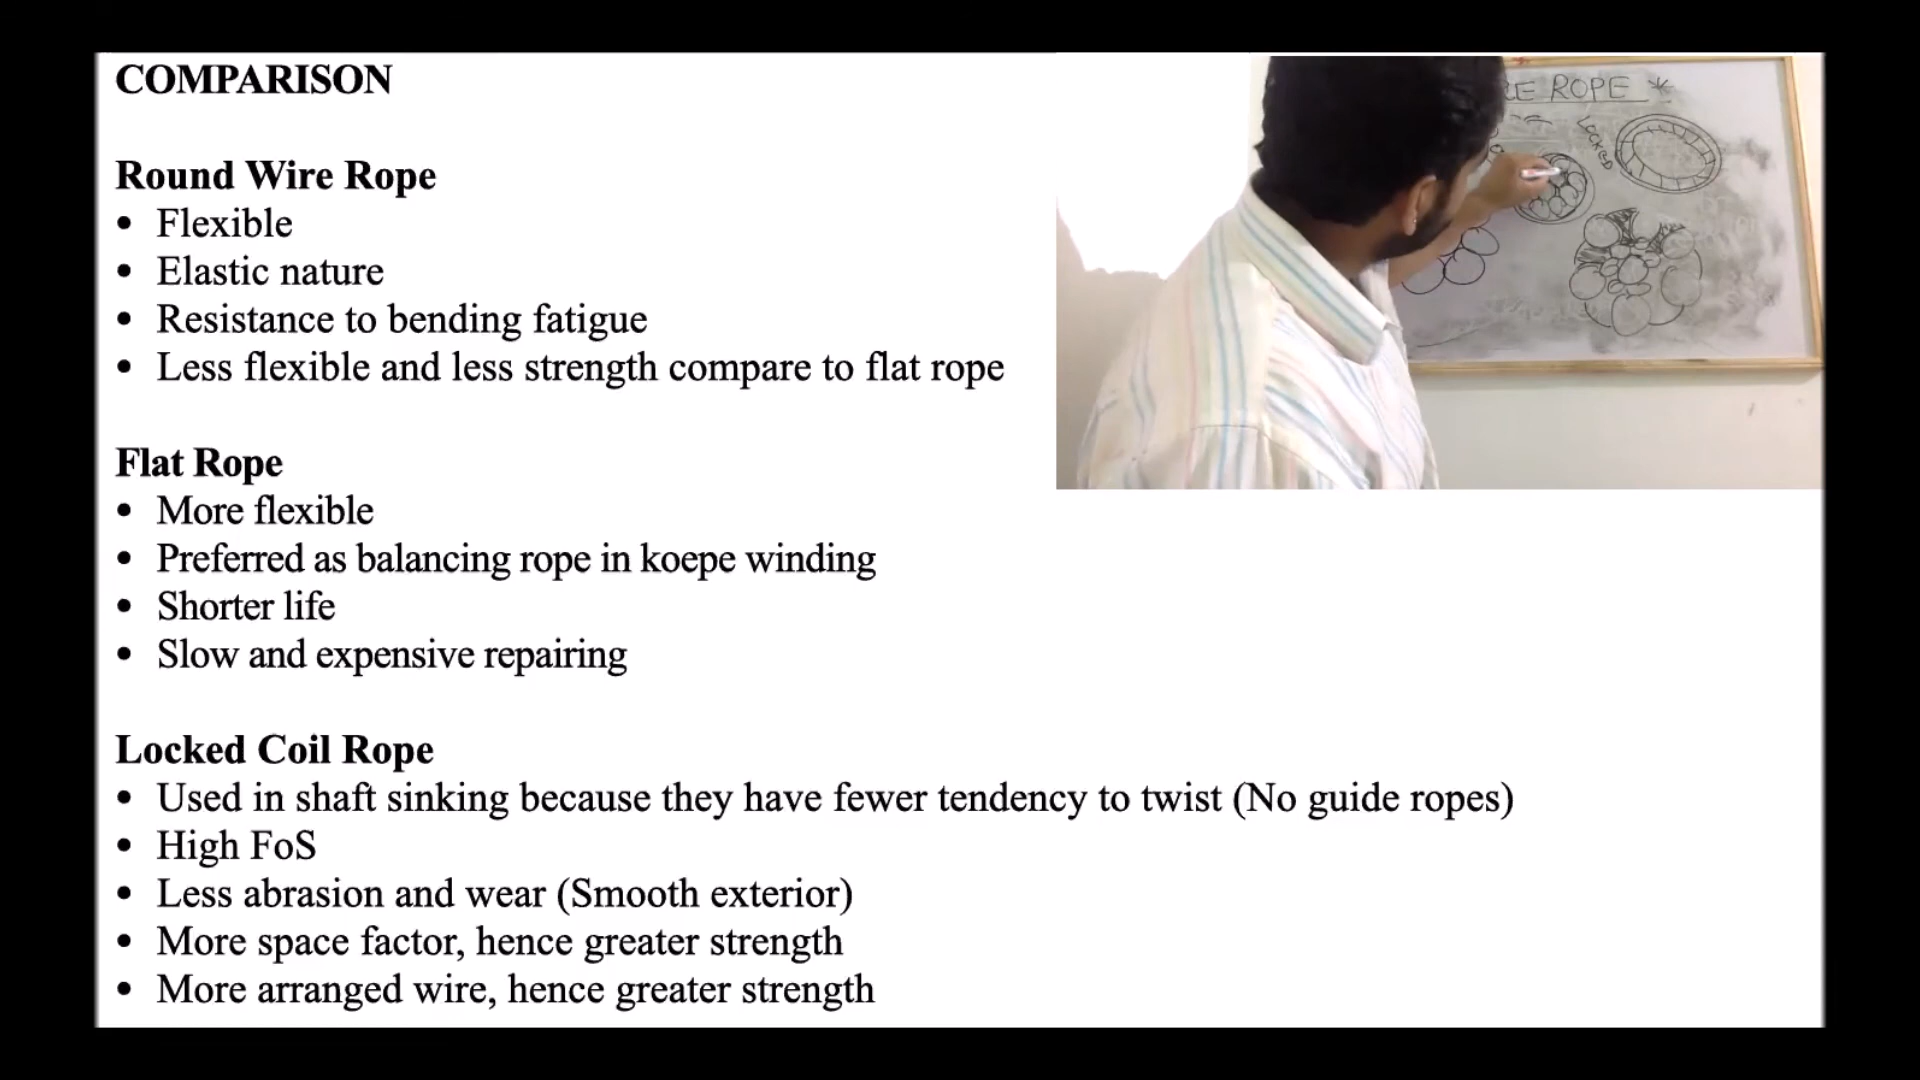 COMPARISON
Round Wire Rope
• Flexible
• Elastic nature
• Resistance to bending fatigue
• Less flexible and less strength compare to flat rope
Flat Rope
• More flexible
• Preferred as balancing rope in koepe winding
• Shorter life
• Slow and expensive repairing
Locked Coil Rope
• Used in shaft sinking because they have fewer tendency to twist (No guide ropes)
• High FoS
• Less abrasion and wear (Smooth exterior)
• More space factor, hence greater strength
• More arranged wire, hence greater strength
RE ROPE
LOCKED